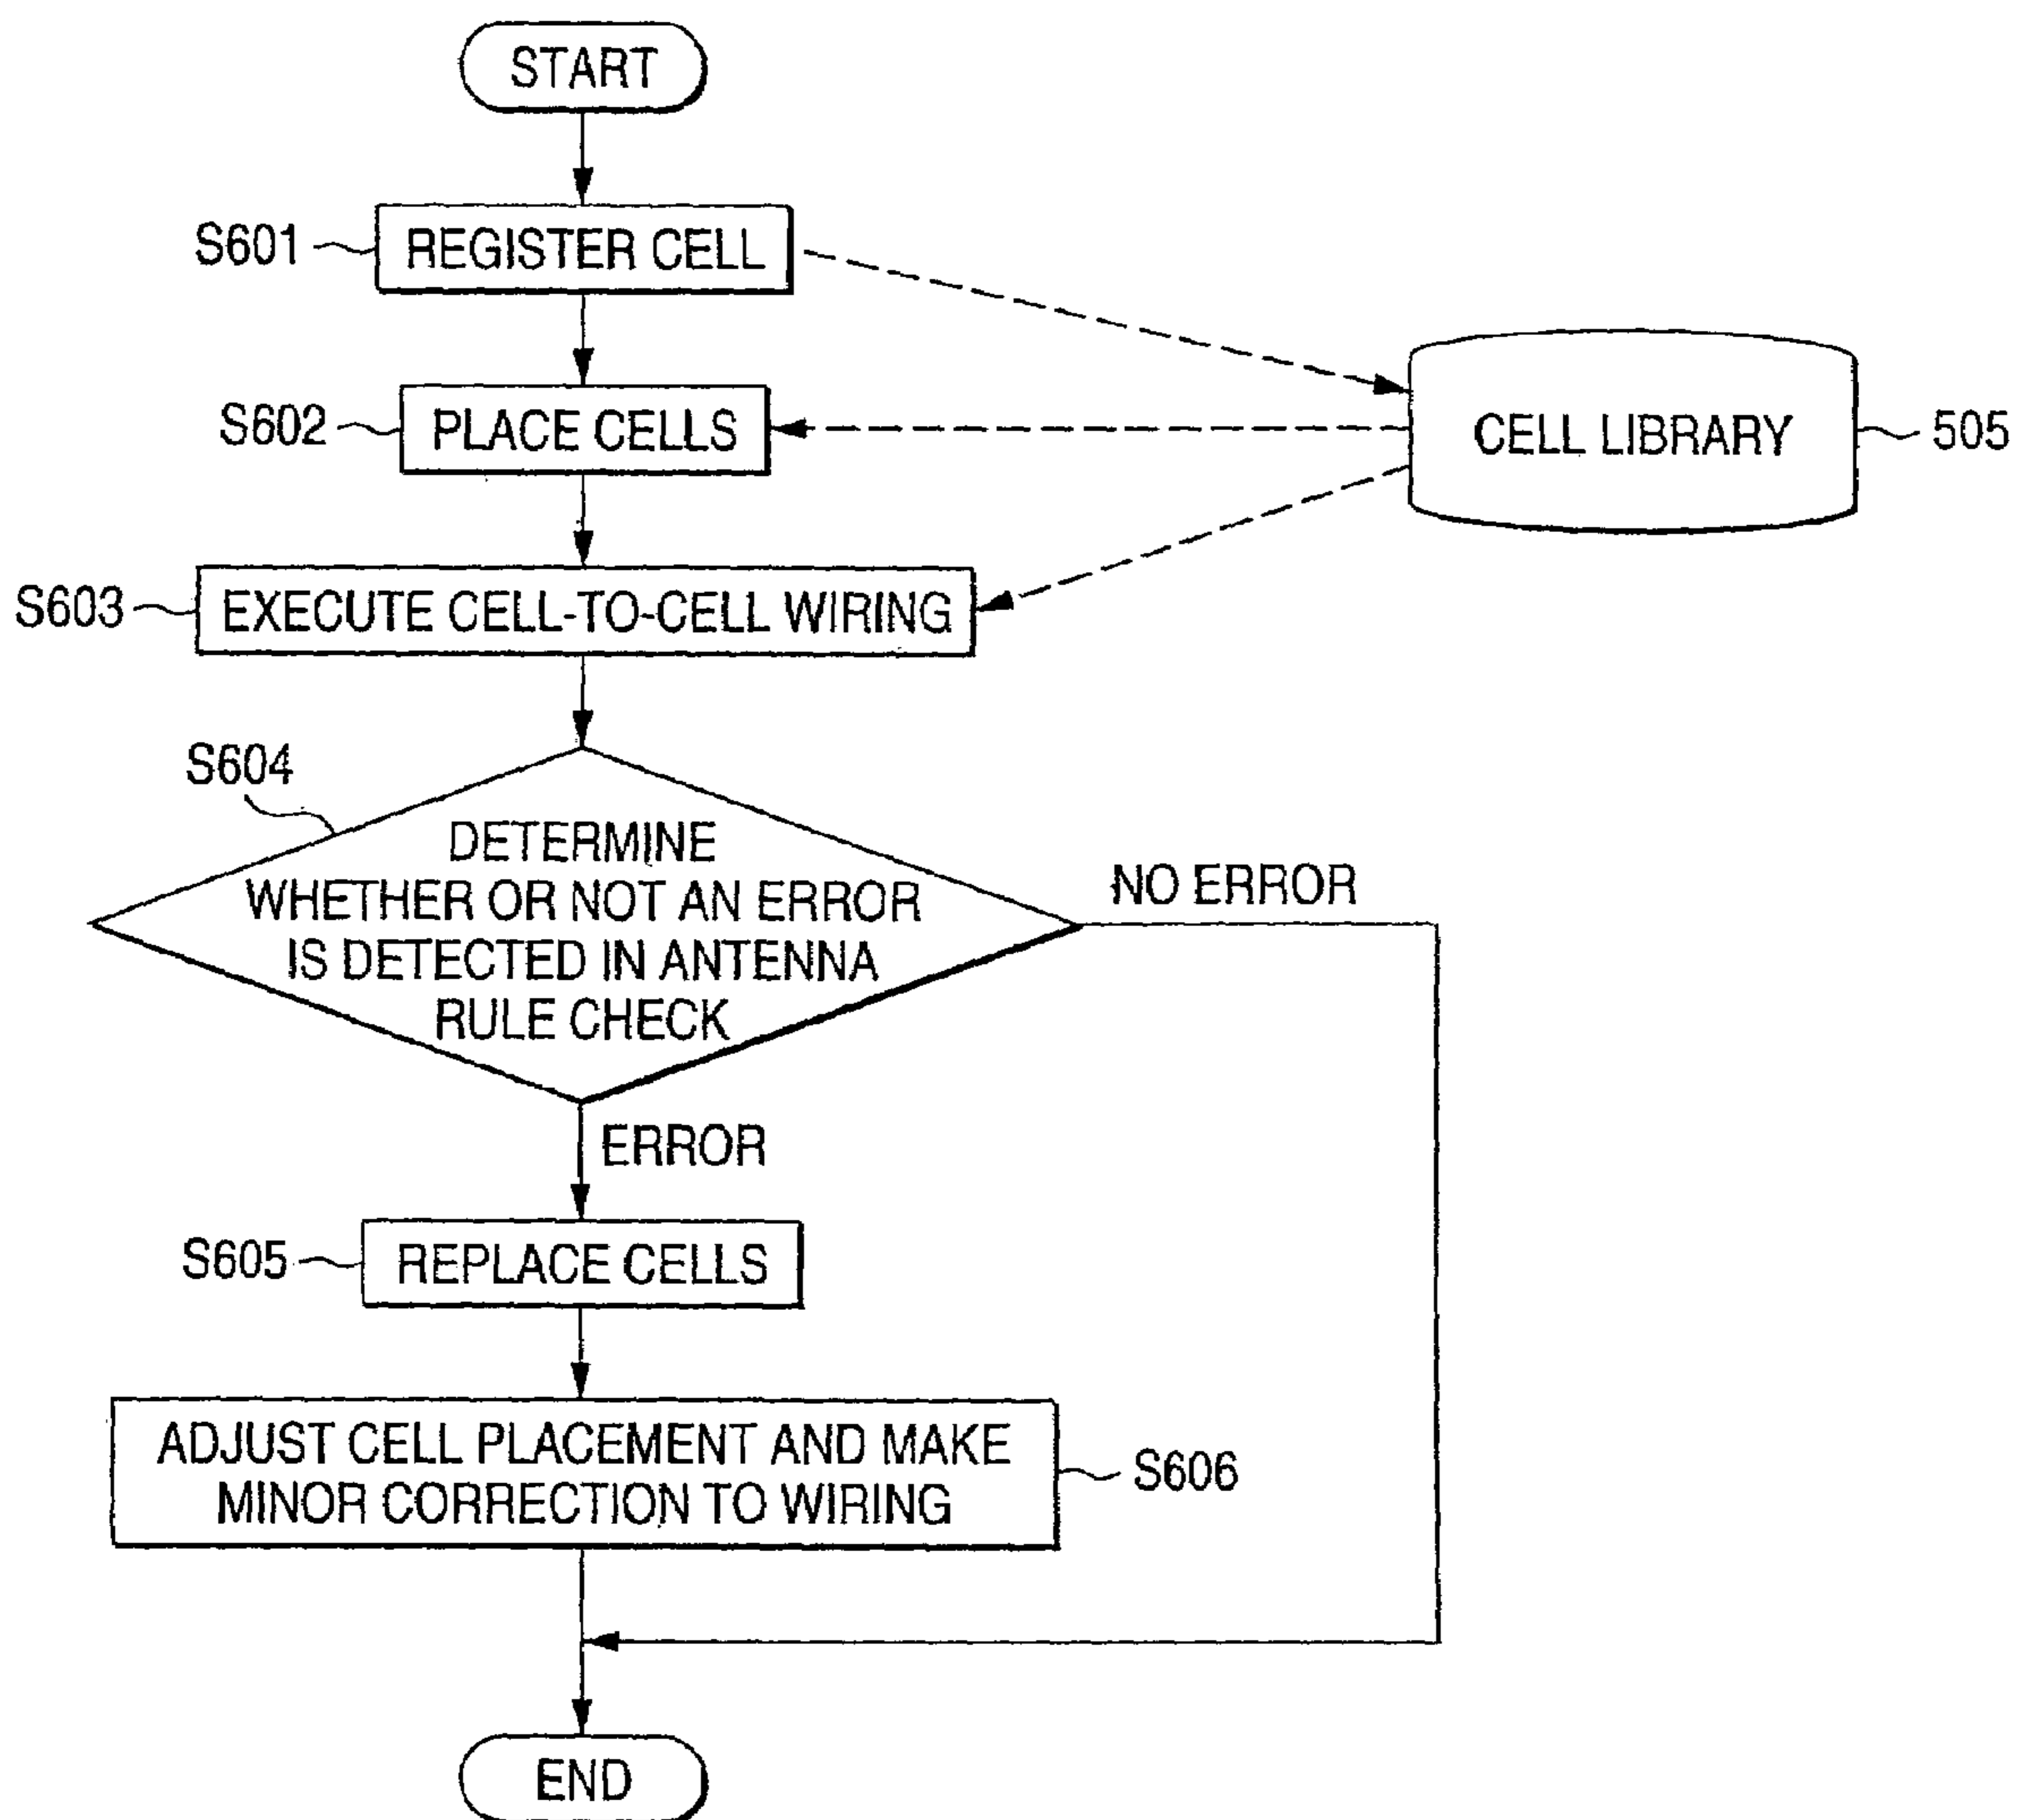 START
S601
REGISTER CELL
S602
PLACE CELLS
CELL LIBRARY
505
S603
EXECUTE CELL-TO-CELL WIRING
S604
DETERMINE
WHETHER OR NOT AN ERROR
IS DETECTED IN ANTENNA
RULE CHECK
NO ERROR
ERROR
S605
REPLACE CELLS
ADJUST CELL PLACEMENT AND MAKE
MINOR CORRECTION TO WIRING
S606
END